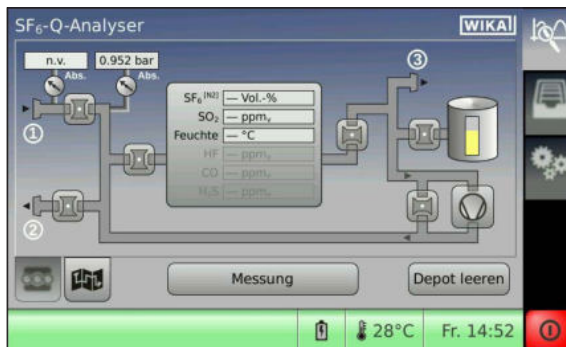 SF₆-Q-Analyser
WIKA
n.v.
0.952 bar
Abs.
Abs.
3
SF₆ [N2] — Vol.-%
SO₂ — ppmᵥ
Feuchte — °C
HF — ppmᵥ
CO — ppmᵥ
H₂S — ppmᵥ
1
2
Messung
Depot leeren
28°C
Fr. 14:52